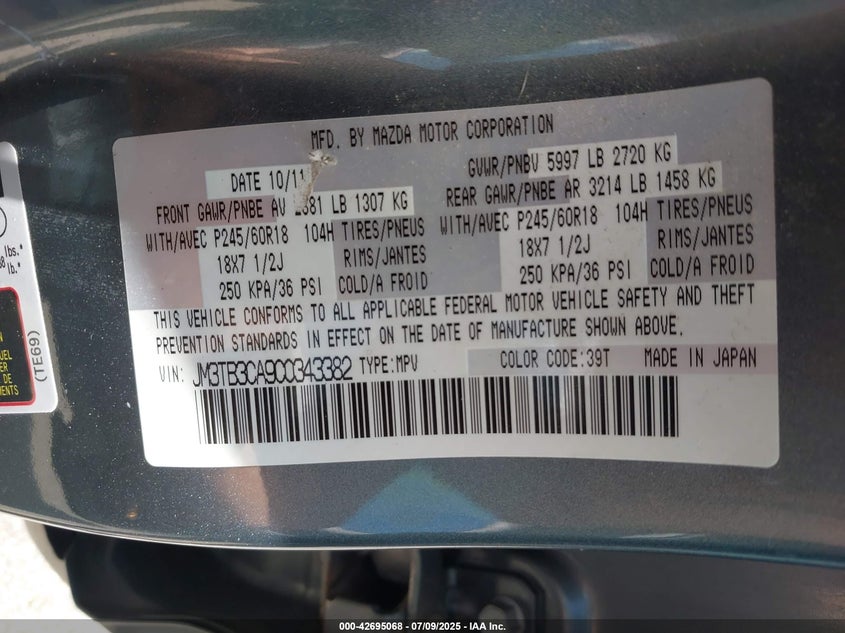 MFD. BY MAZDA MOTOR CORPORATION
DATE 10/11
GVWR/PNBV 5997 LB 2720 KG
FRONT GAWR/PNBE AV 2881 LB 1307 KG
REAR GAWR/PNBE AR 3214 LB 1458 KG
WITH/AVEC P245/60R18 104H TIRES/PNEUS
WITH/AVEC P245/60R18 104H TIRES/PNEUS
18X7 1/2J RIMS/JANTES
18X7 1/2J RIMS/JANTES
250 KPA/36 PSI COLD/A FROID
250 KPA/36 PSI COLD/A FROID
THIS VEHICLE CONFORMS TO ALL APPLICABLE FEDERAL MOTOR VEHICLE SAFETY AND THEFT
PREVENTION STANDARDS IN EFFECT ON THE DATE OF MANUFACTURE SHOWN ABOVE.
VIN: JM3TB3CA9C0343382 TYPE:MPV COLOR CODE:39T MADE IN JAPAN
lbs.*
lb.*
(TE69)
000-42695068 - 07/09/2025 - IAA Inc.